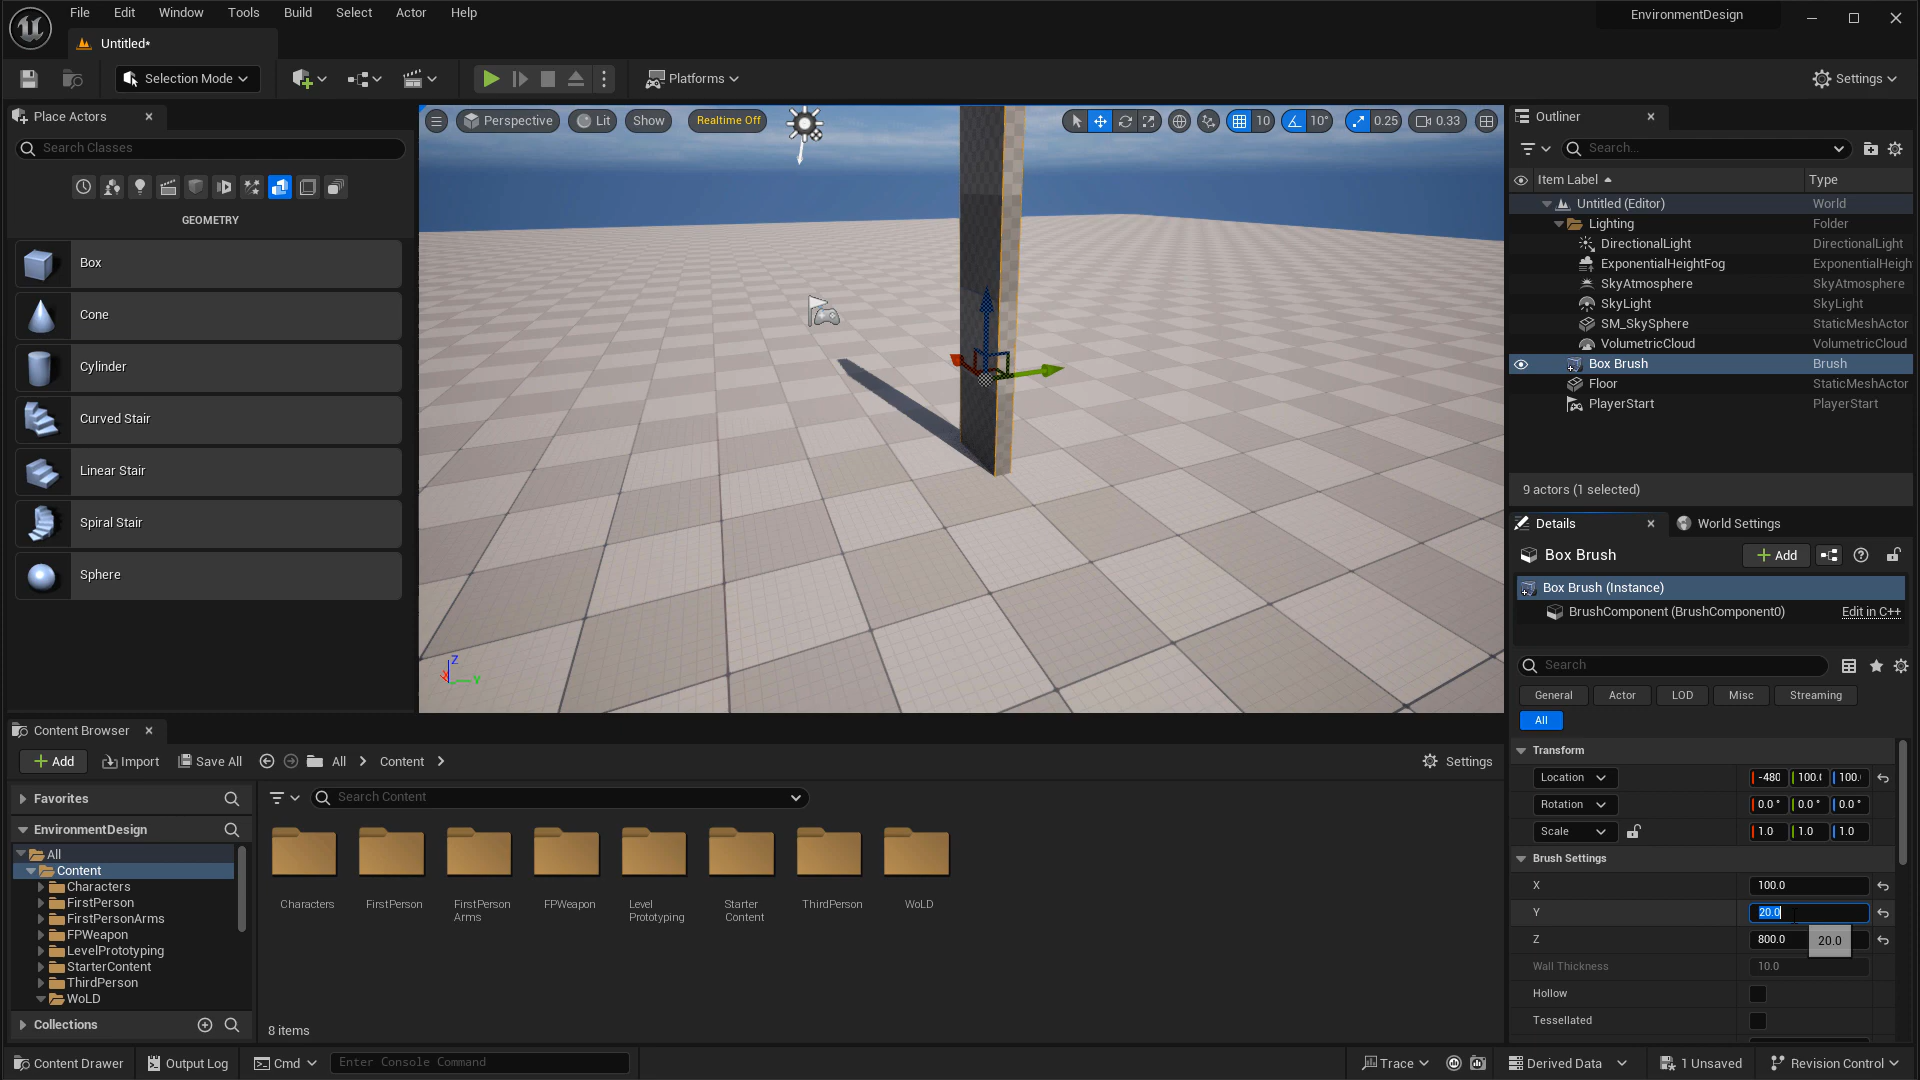 File Edit Window Tools Build Select Actor Help
EnvironmentDesign
Untitled*
Selection Mode
Platforms
Settings
Place Actors
Search Classes
GEOMETRY
Box
Cone
Cylinder
Curved Stair
Linear Stair
Spiral Stair
Sphere
Perspective Lit Show Realtime Off 10 10° 0.25 0.33
Z
X Y
Outliner
Search...
Item Label Type
Untitled (Editor) World
Lighting Folder
DirectionalLight DirectionalLight
ExponentialHeightFog ExponentialHeigh
SkyAtmosphere SkyAtmosphere
SkyLight SkyLight
SM_SkySphere StaticMeshActor
VolumetricCloud VolumetricCloud
Box Brush Brush
Floor StaticMeshActor
PlayerStart PlayerStart
9 actors (1 selected)
Details World Settings
Box Brush Add
Box Brush (Instance)
BrushComponent (BrushComponent0) Edit in C++
Search
General Actor LOD Misc Streaming
All
Transform
Location -480 100. 100.
Rotation 0.0 ° 0.0 ° 0.0 °
Scale 1.0 1.0 1.0
Brush Settings
X 100.0
Y 20.0
Z 800.0 20.0
Wall Thickness 10.0
Hollow
Tessellated
Content Browser
Add Import Save All All Content Settings
Favorites
EnvironmentDesign
All
Content
Characters
FirstPerson
FirstPersonArms
FPWeapon
LevelPrototyping
StarterContent
ThirdPerson
WoLD
Collections
Search Content
Characters FirstPerson FirstPerson FPWeapon Level Starter ThirdPerson WoLD
Arms Prototyping Content
8 items
Content Drawer Output Log Cmd Enter Console Command Trace Derived Data 1 Unsaved Revision Control